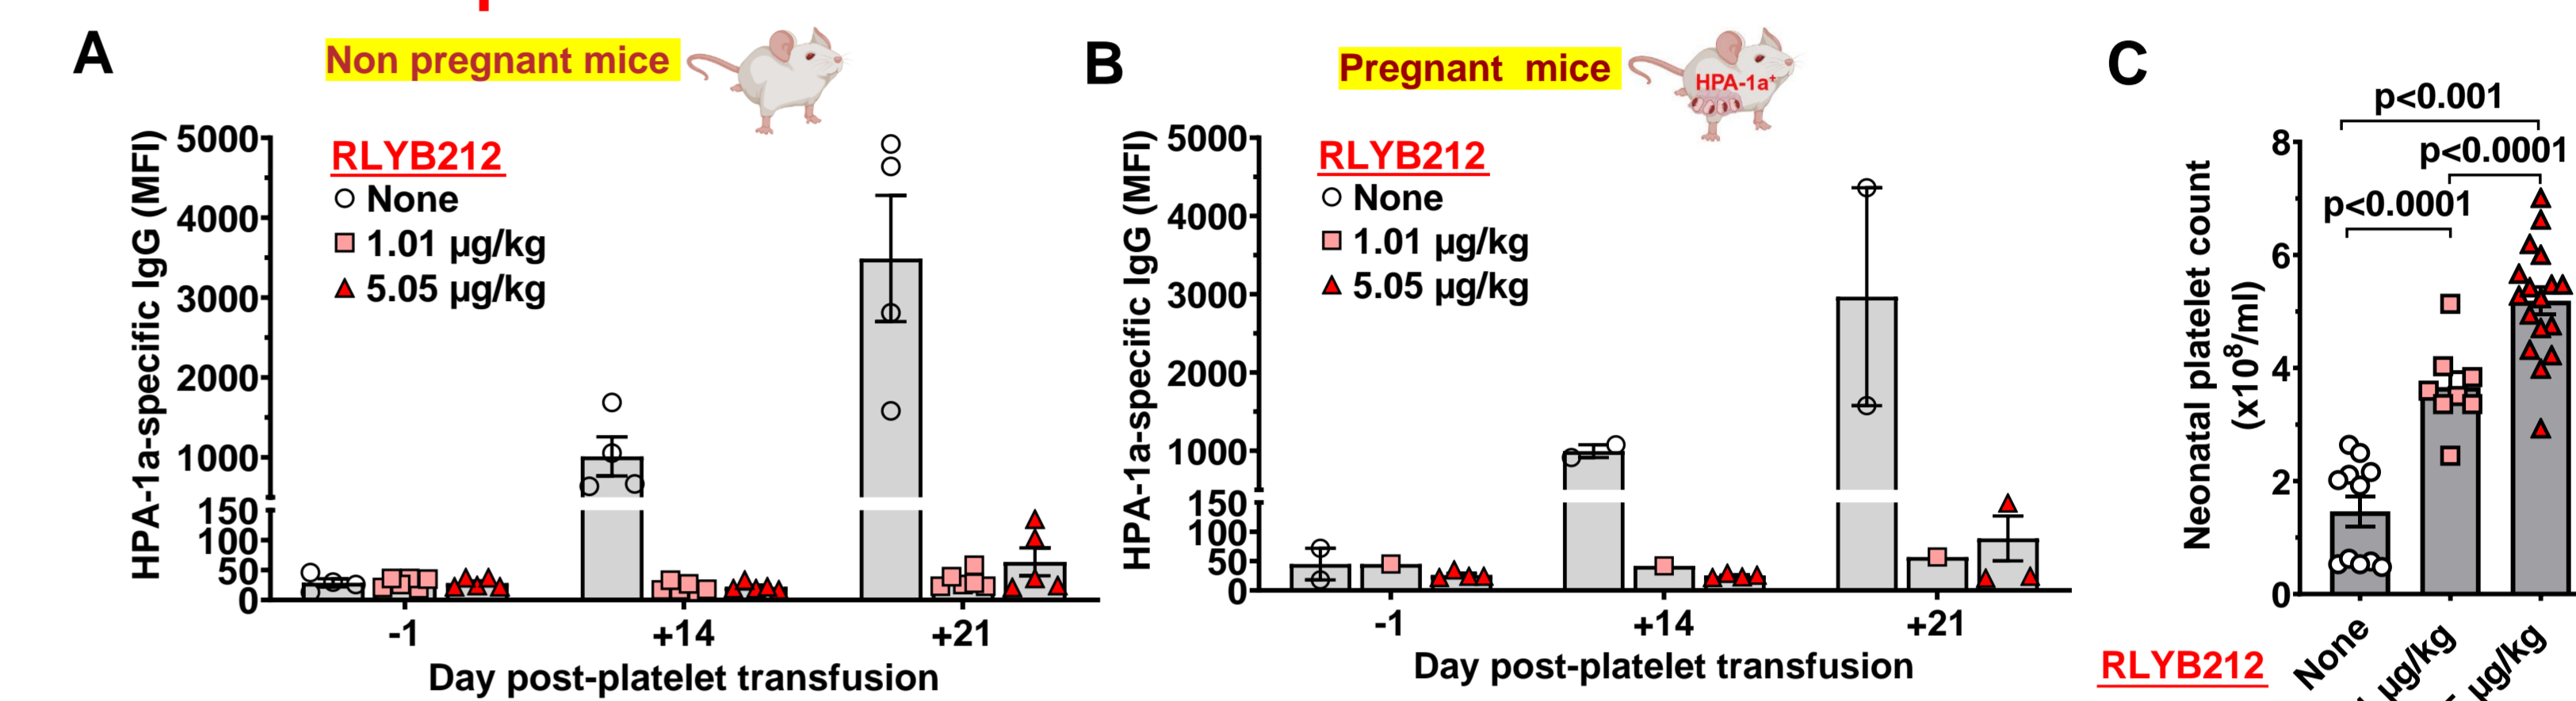 A
Non pregnant mice
HPA-1a-specific IgG (MFI)
5000
4000
3000
2000
1000
150
100
50
0
RLYB212
None
1.01 µg/kg
5.05 µg/kg
-1
+14
+21
Day post-platelet transfusion
B
Pregnant mice
HPA-1a+
HPA-1a-specific IgG (MFI)
5000
4000
3000
2000
1000
150
100
50
0
RLYB212
None
1.01 µg/kg
5.05 µg/kg
-1
+14
+21
Day post-platelet transfusion
C
p<0.001
p<0.0001
p<0.0001
Neonatal platelet count
(x10⁸/ml)
8
6
4
2
0
RLYB212
None
µg/kg
µg/kg